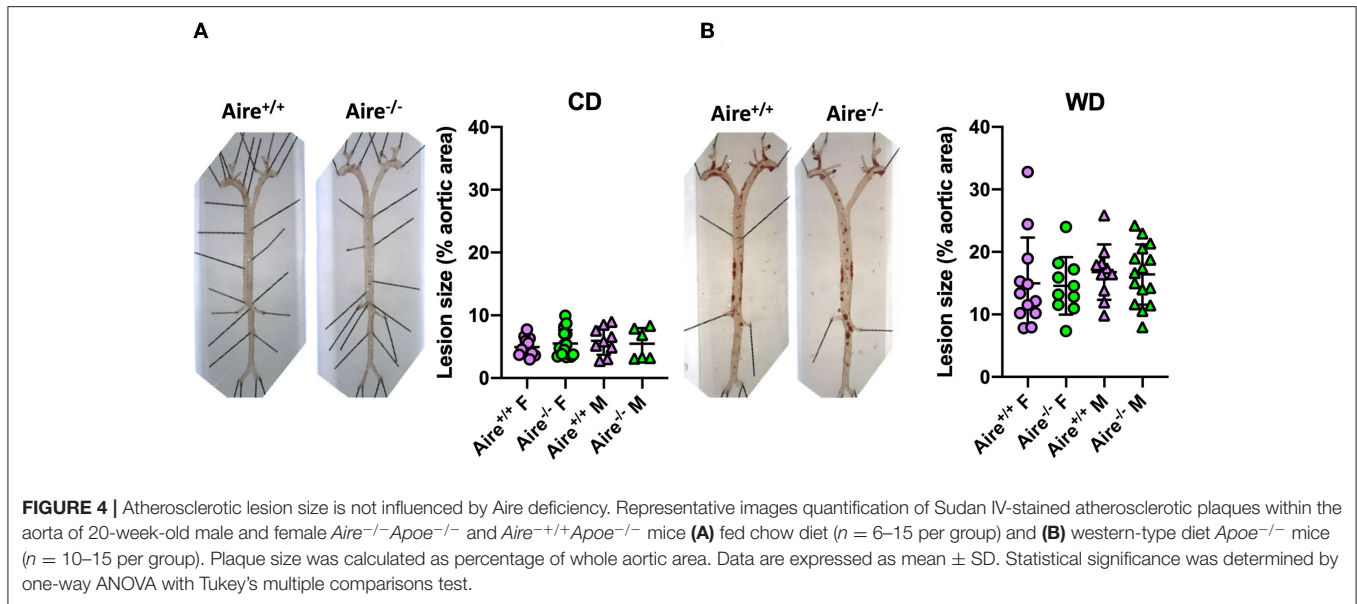 A
B
Aire+/+
Aire-/-
CD
Lesion size (% aortic area)
40
30
20
10
0
Aire+/+ F
Aire-/- F
Aire+/+ M
Aire-/- M
Aire+/+
Aire-/-
WD
Lesion size (% aortic area)
40
30
20
10
0
Aire+/+ F
Aire-/- F
Aire+/+ M
Aire-/- M
FIGURE 4 | Atherosclerotic lesion size is not influenced by Aire deficiency. Representative images quantification of Sudan IV-stained atherosclerotic plaques within the
aorta of 20-week-old male and female Aire−/−Apoe−/− and Aire−+/+Apoe−/− mice (A) fed chow diet (n = 6–15 per group) and (B) western-type diet Apoe−/− mice
(n = 10–15 per group). Plaque size was calculated as percentage of whole aortic area. Data are expressed as mean ± SD. Statistical significance was determined by
one-way ANOVA with Tukey's multiple comparisons test.